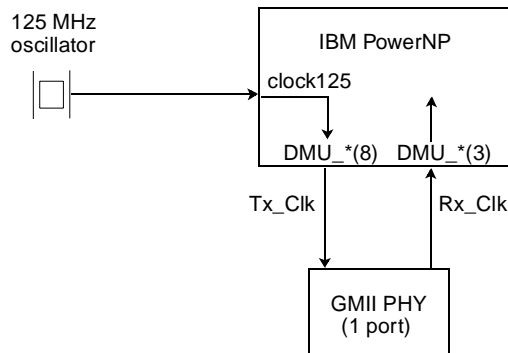 125 MHz
oscillator
IBM PowerNP
clock125
DMU_*(8) DMU_*(3)
Tx_Clk Rx_Clk
GMII PHY
(1 port)